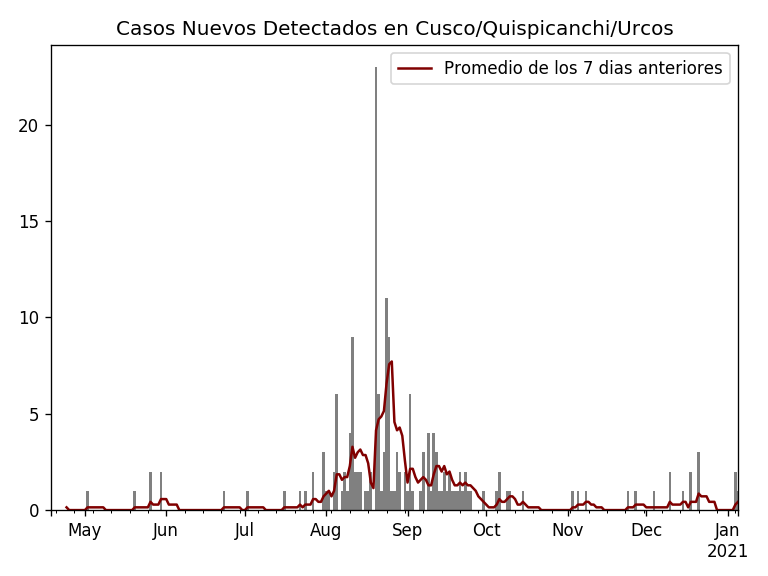 Casos Nuevos Detectados en Cusco/Quispicanchi/Urcos
Promedio de los 7 dias anteriores
20
15
10
5
0
May Jun Jul Aug Sep Oct Nov Dec Jan
2021